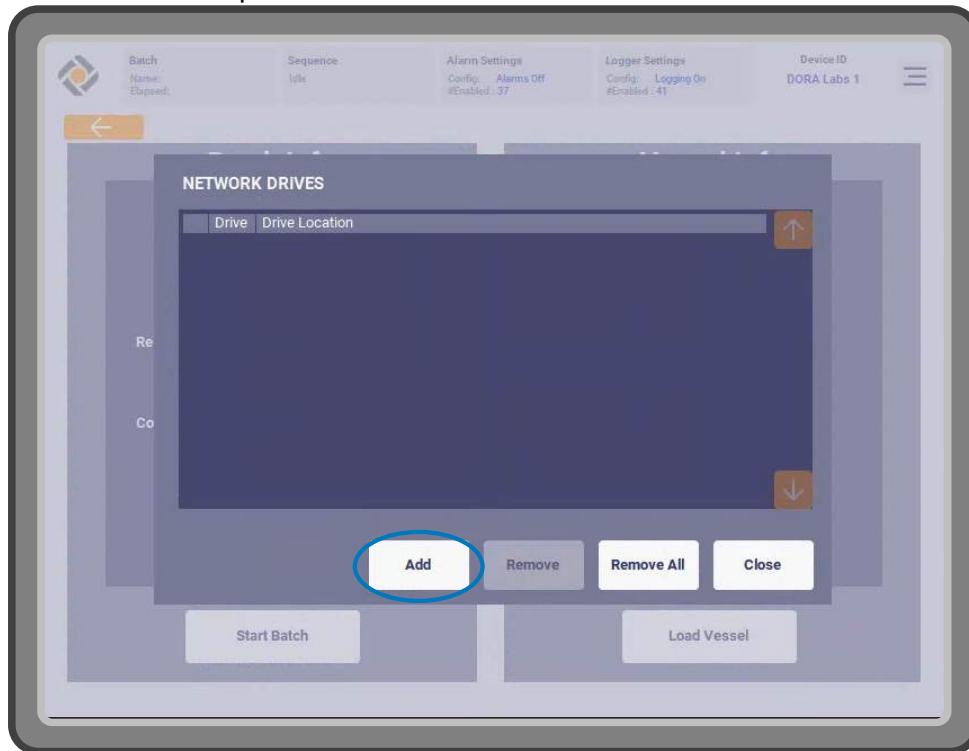 Batch
Name:
Elapsed:
Sequence
Idle
Alarm Settings
Config: Alarms Off
#Enabled : 37
Logger Settings
Config: Logging On
#Enabled : 41
Device ID
DORA Labs 1
NETWORK DRIVES
Drive Drive Location
Re
Co
Add Remove Remove All Close
Start Batch Load Vessel